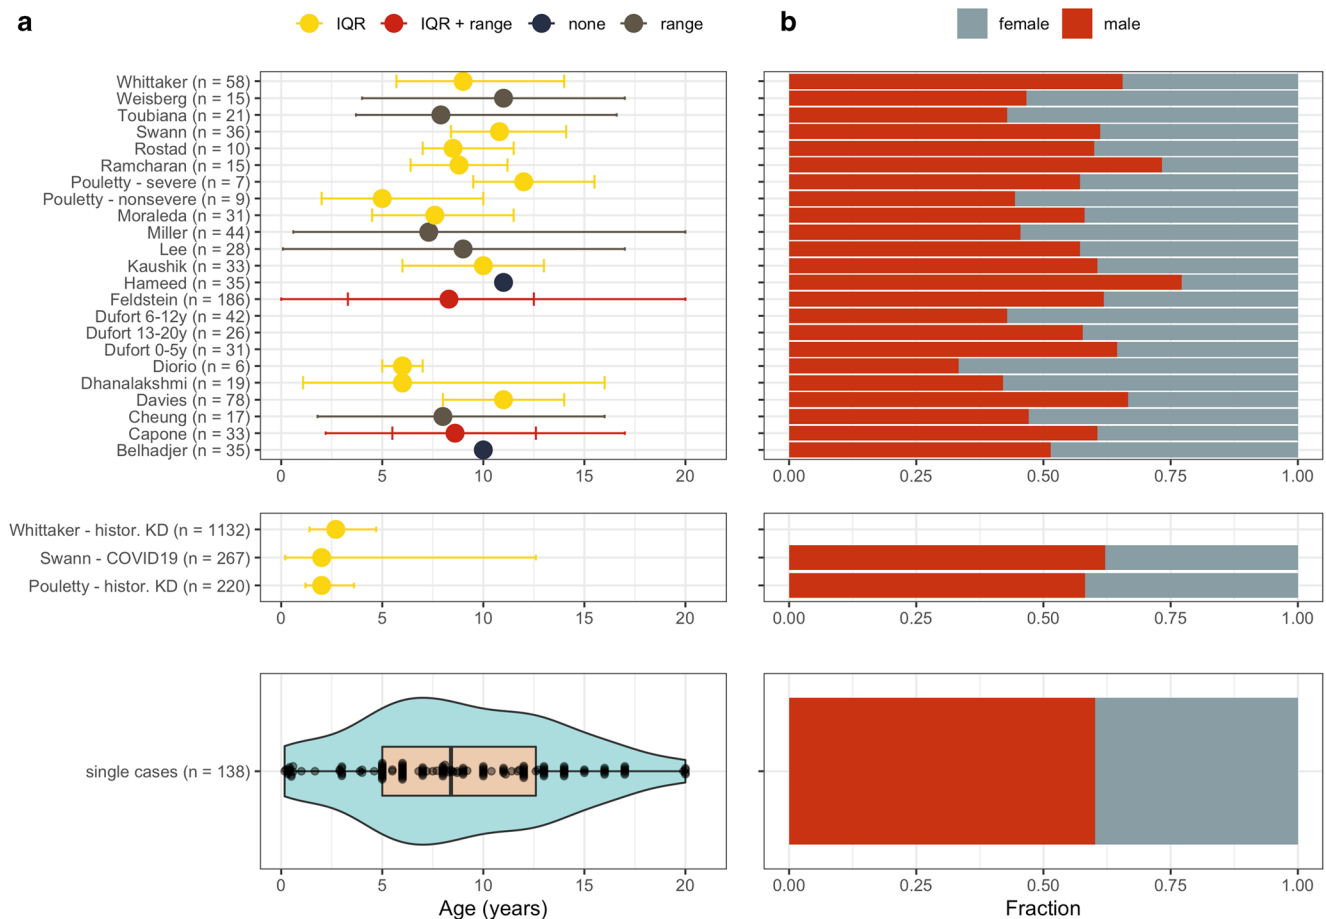 a
IQR
IQR + range
none
range
b
female
male
Whittaker (n = 58)
Weisberg (n = 15)
Toubiana (n = 21)
Swann (n = 36)
Rostad (n = 10)
Ramcharan (n = 15)
Pouletty - severe (n = 7)
Pouletty - nonsevere (n = 9)
Moraleda (n = 31)
Miller (n = 44)
Lee (n = 28)
Kaushik (n = 33)
Hameed (n = 35)
Feldstein (n = 186)
Dufort 6-12y (n = 42)
Dufort 13-20y (n = 26)
Dufort 0-5y (n = 31)
Diorio (n = 6)
Dhanalakshmi (n = 19)
Davies (n = 78)
Cheung (n = 17)
Capone (n = 33)
Belhadjer (n = 35)
0 5 10 15 20
0.00 0.25 0.50 0.75 1.00
Whittaker - histor. KD (n = 1132)
Swann - COVID19 (n = 267)
Pouletty - histor. KD (n = 220)
0 5 10 15 20
0.00 0.25 0.50 0.75 1.00
single cases (n = 138)
0 5 10 15 20
0.00 0.25 0.50 0.75 1.00
Age (years)
Fraction